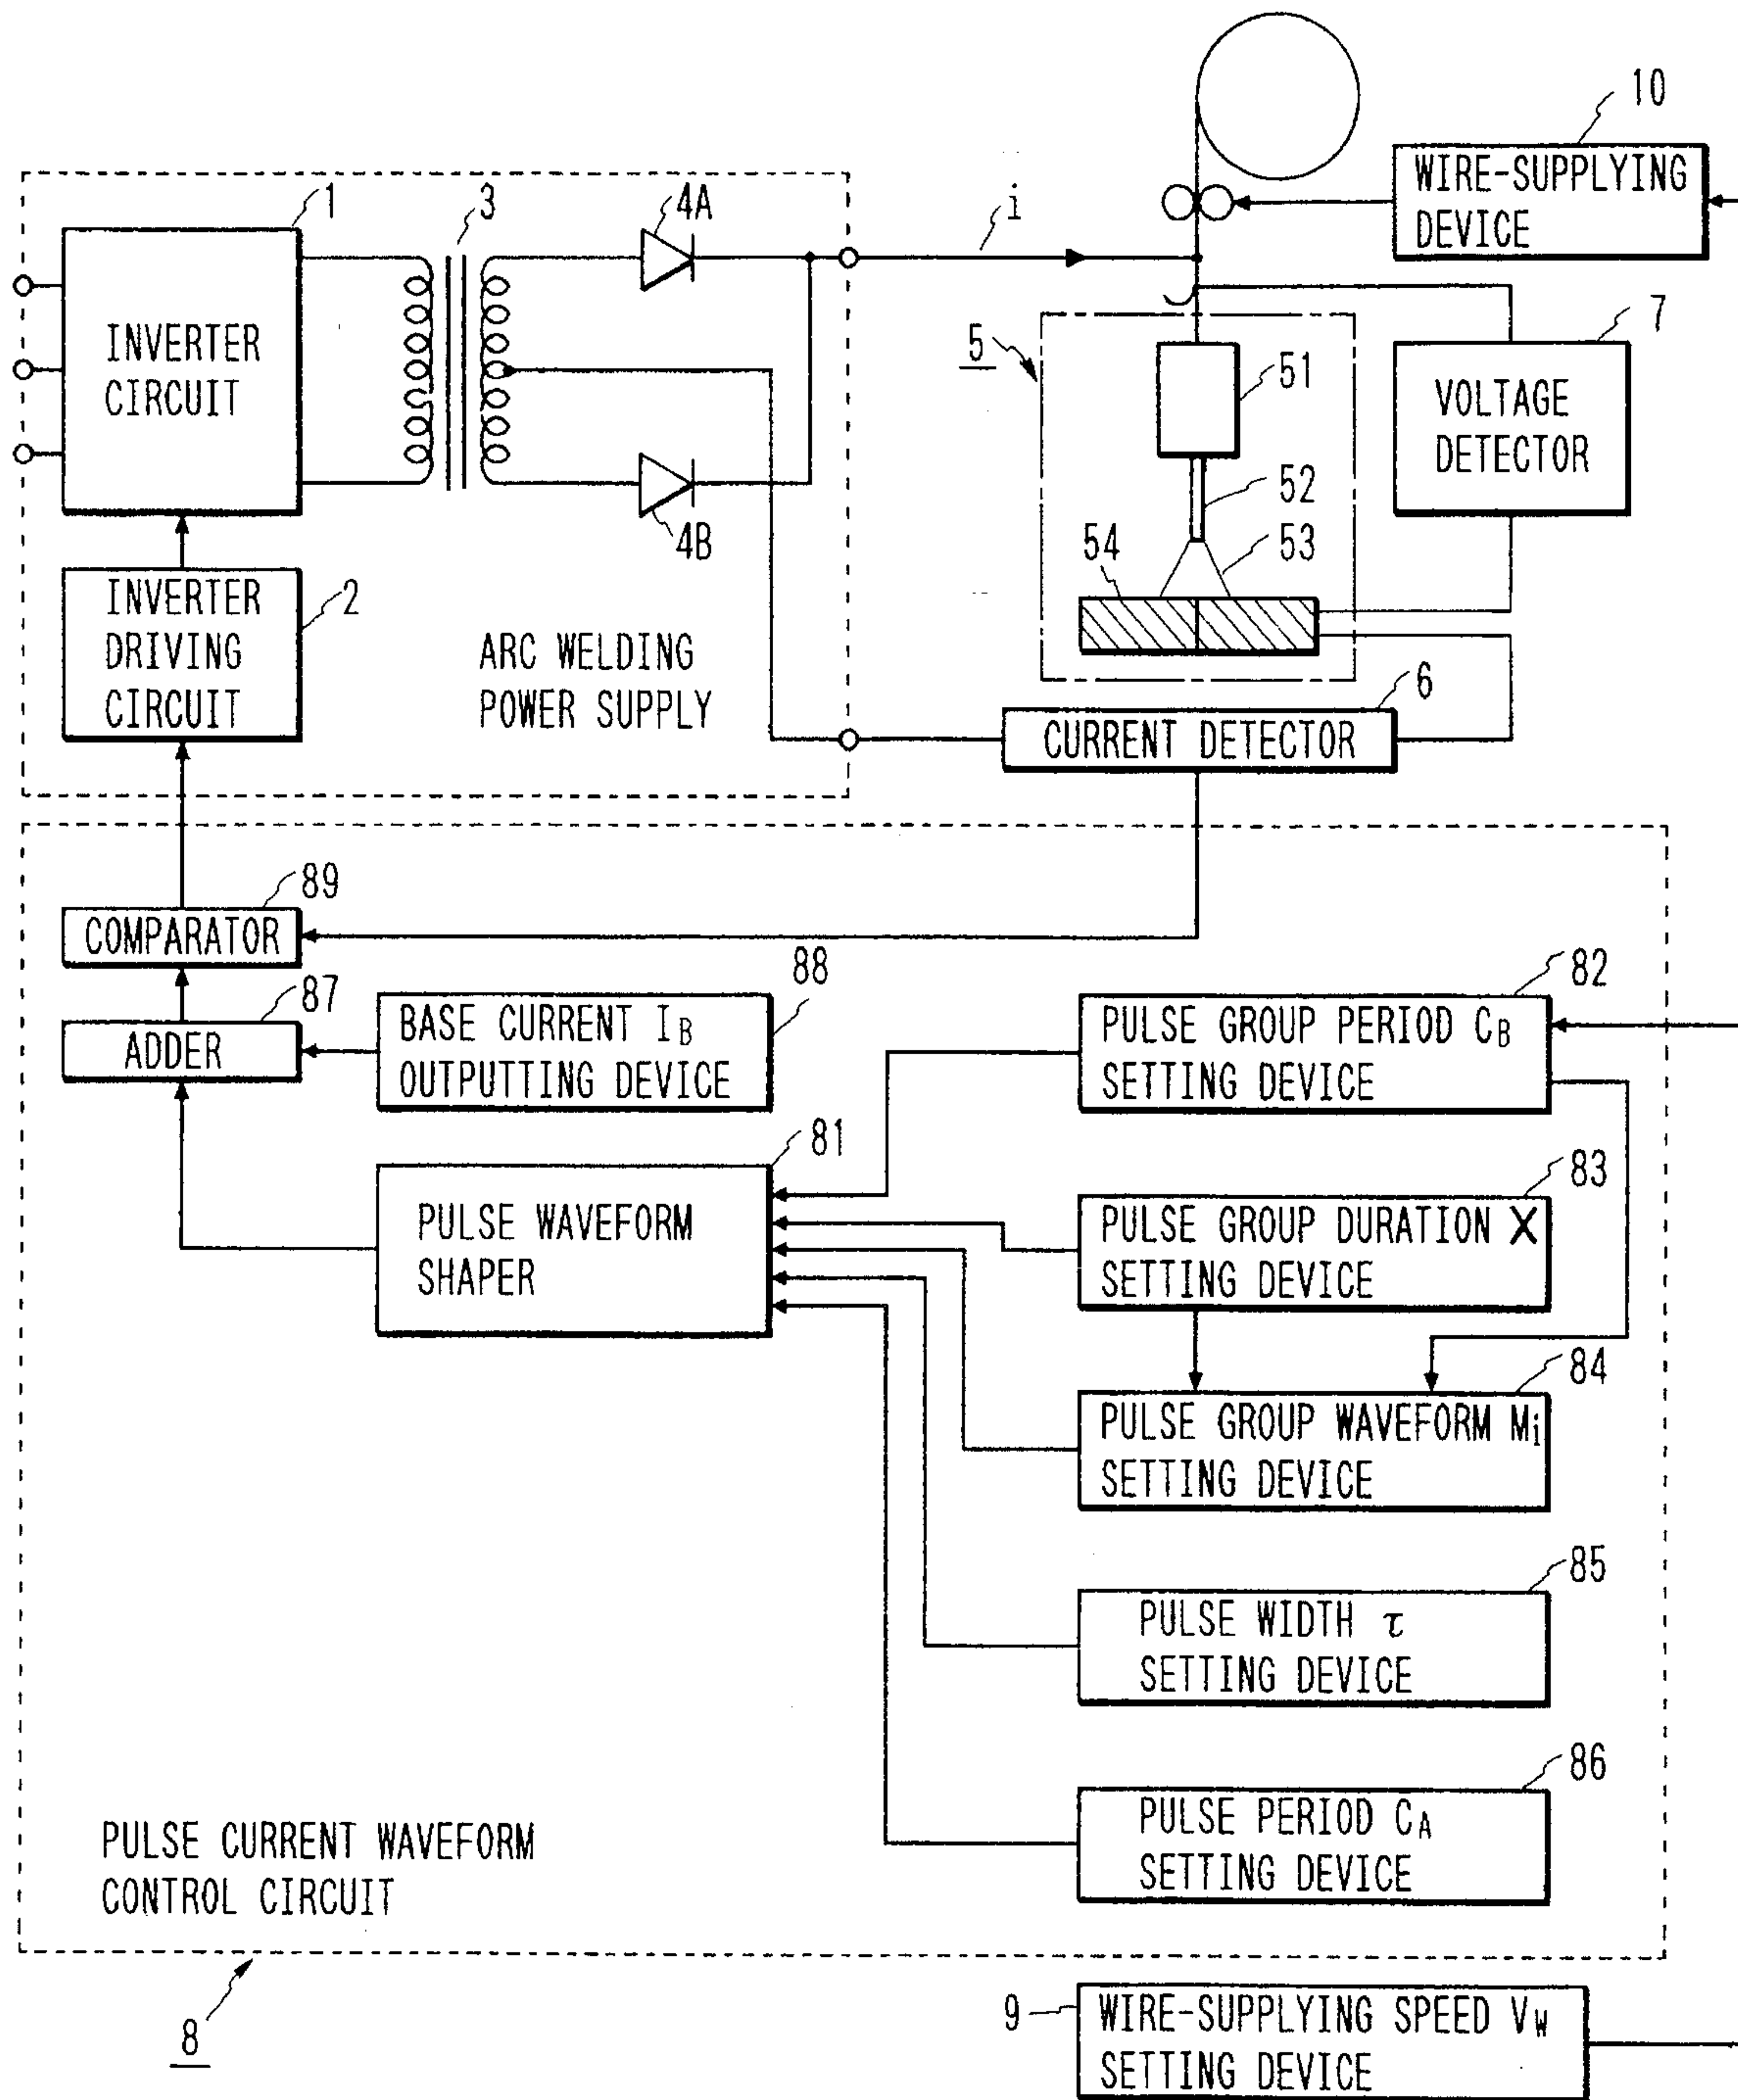 10
WIRE-SUPPLYING
DEVICE
1
3
4A
i
INVERTER
CIRCUIT
5
51
7
VOLTAGE
DETECTOR
4B
52
54
53
INVERTER
DRIVING
CIRCUIT
2
ARC WELDING
POWER SUPPLY
6
CURRENT DETECTOR
89
COMPARATOR
87
ADDER
88
BASE CURRENT IB
OUTPUTTING DEVICE
82
PULSE GROUP PERIOD CB
SETTING DEVICE
81
PULSE WAVEFORM
SHAPER
83
PULSE GROUP DURATION X
SETTING DEVICE
84
PULSE GROUP WAVEFORM Mi
SETTING DEVICE
85
PULSE WIDTH τ
SETTING DEVICE
86
PULSE PERIOD CA
SETTING DEVICE
PULSE CURRENT WAVEFORM
CONTROL CIRCUIT
8
9
WIRE-SUPPLYING SPEED VW
SETTING DEVICE